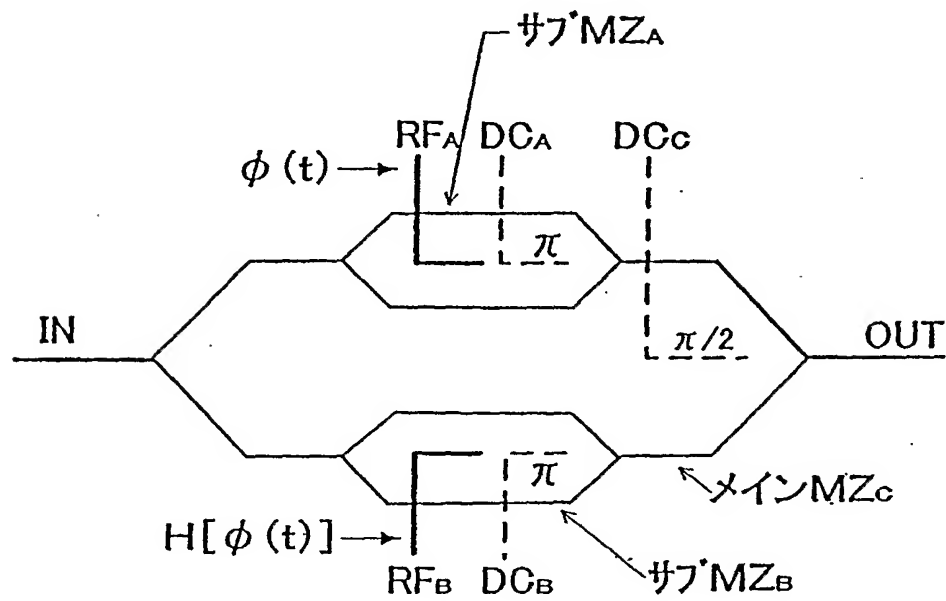 サブMZA
RFA DCA DCC
φ(t)
π
IN
π/2
OUT
π
メインMZC
H[φ(t)]
サブMZB
RFB DCB